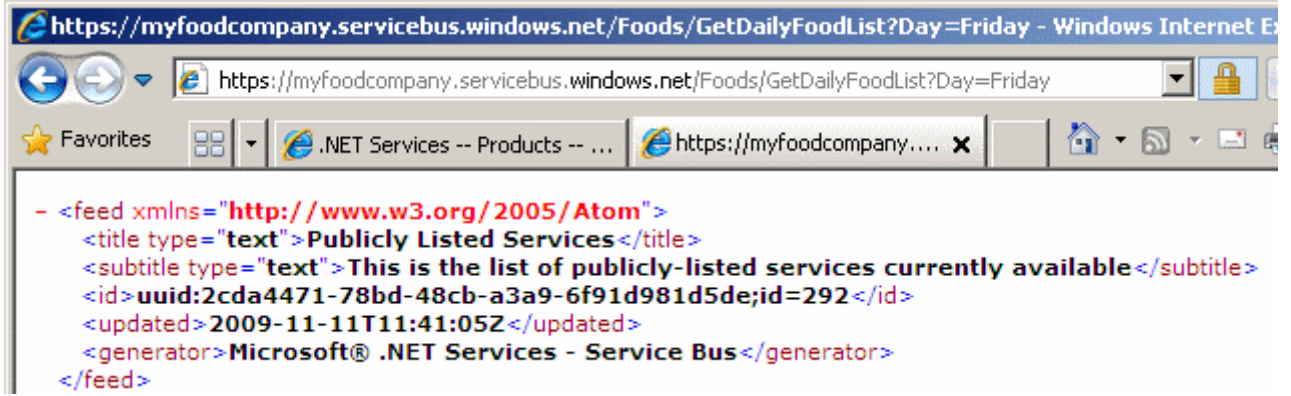 https://myfoodcompany.servicebus.windows.net/Foods/GetDailyFoodList?Day=Friday - Windows Internet
https://myfoodcompany.servicebus.windows.net/Foods/GetDailyFoodList?Day=Friday
Favorites .NET Services -- Products -- ... https://myfoodcompany....
- <feed xmlns="http://www.w3.org/2005/Atom">
<title type="text">Publicly Listed Services</title>
<subtitle type="text">This is the list of publicly-listed services currently available</subtitle>
<id>uuid:2cda4471-78bd-48cb-a3a9-6f91d981d5de;id=292</id>
<updated>2009-11-11T11:41:05Z</updated>
<generator>Microsoft® .NET Services - Service Bus</generator>
</feed>